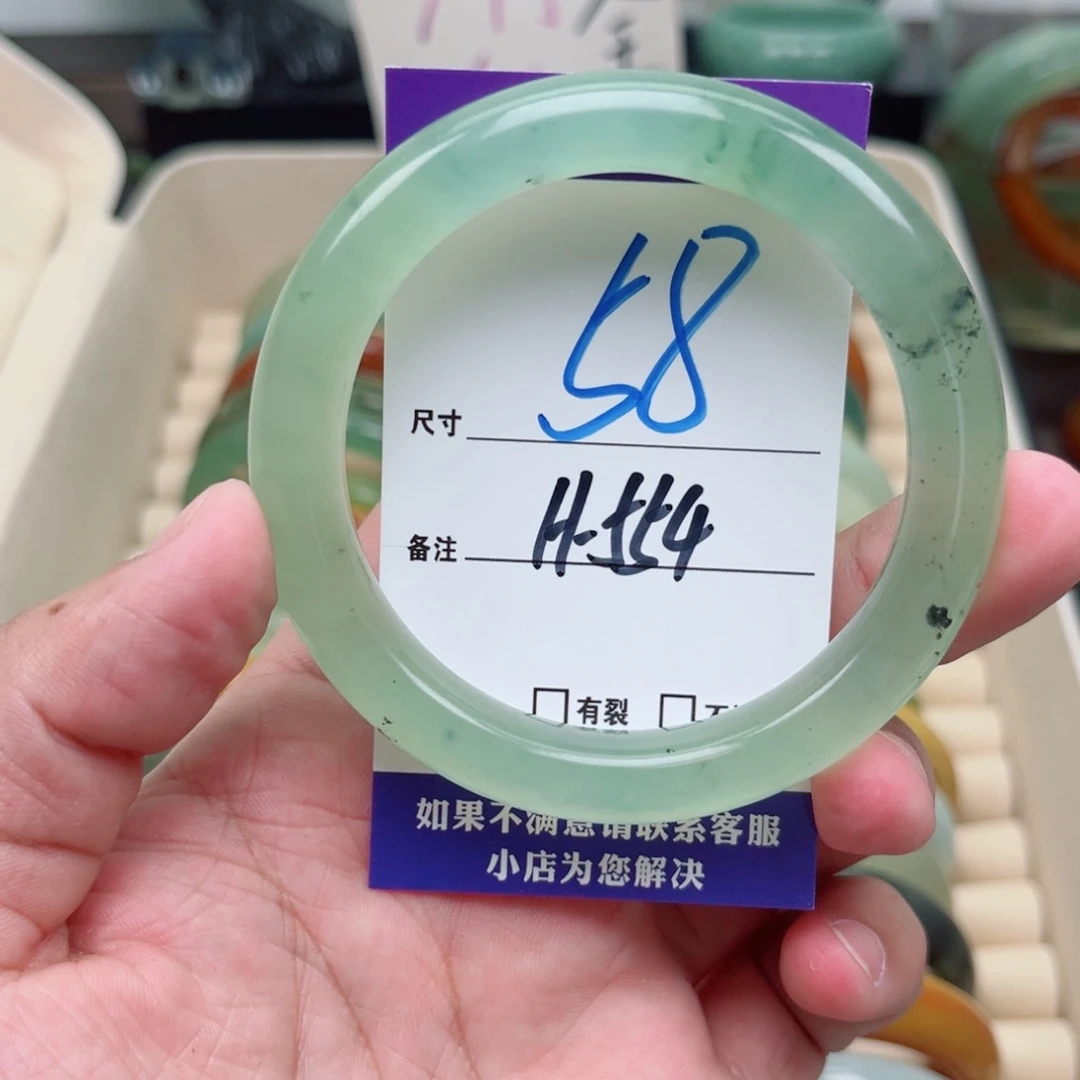 尺寸 58
备注 H-554
有裂
如果不满意请联系客服
小店为您解决